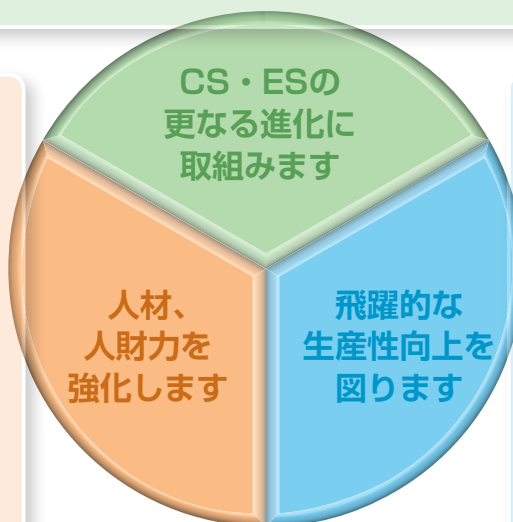 CS・ESの
更なる進化に
取組みます
人材、
人財力を
強化します
飛躍的な
生産性向上を
図ります